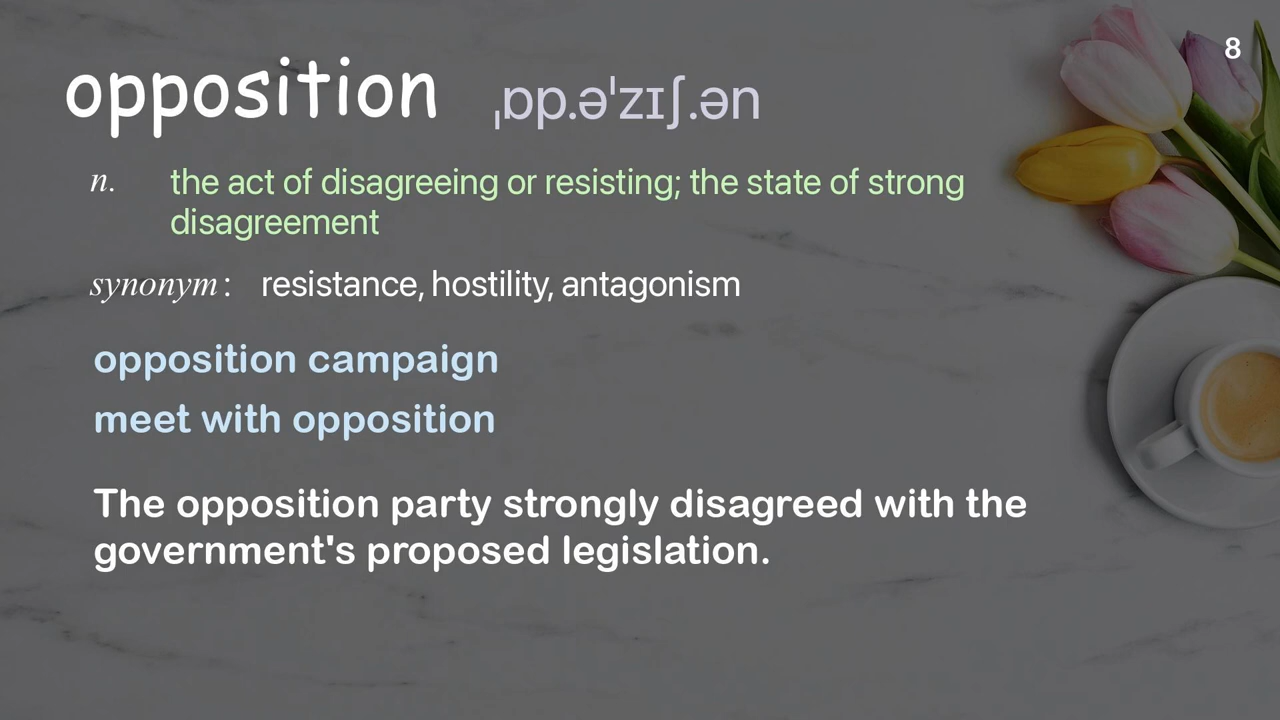 8
opposition ˌɒp.əˈzɪʃ.ən
n. the act of disagreeing or resisting; the state of strong
disagreement
synonym: resistance, hostility, antagonism
opposition campaign
meet with opposition
The opposition party strongly disagreed with the
government's proposed legislation.